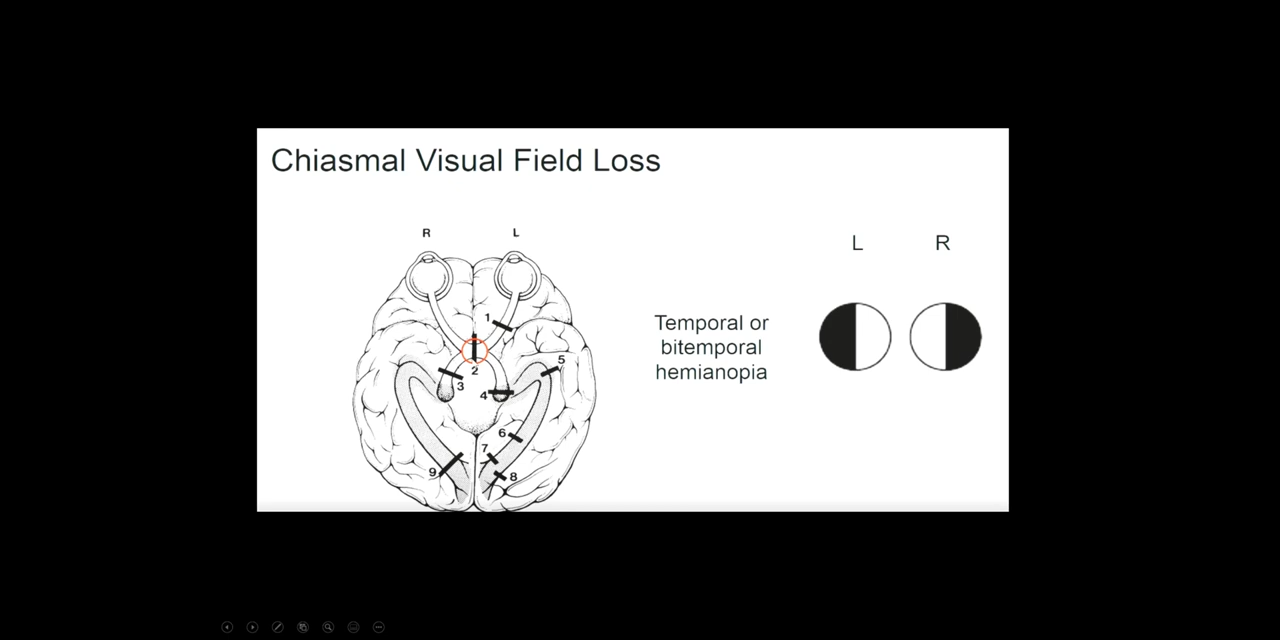 Chiasmal Visual Field Loss
R L
1
2
3
4
5
6
7
8
9
Temporal or
bitemporal
hemianopia
L R